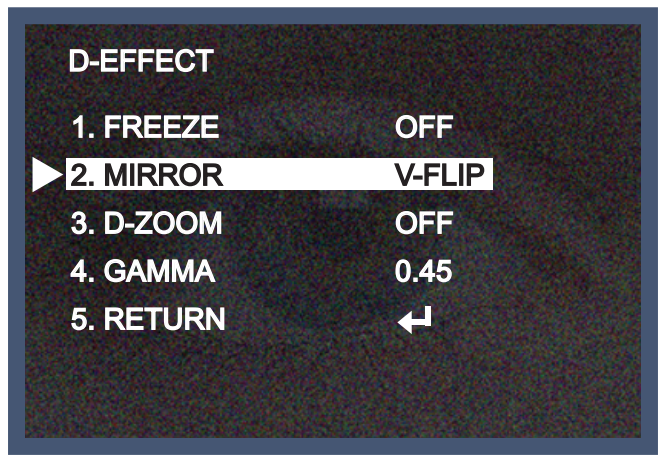 D-EFFECT
1. FREEZE OFF
2. MIRROR V-FLIP
3. D-ZOOM OFF
4. GAMMA 0.45
5. RETURN ↵